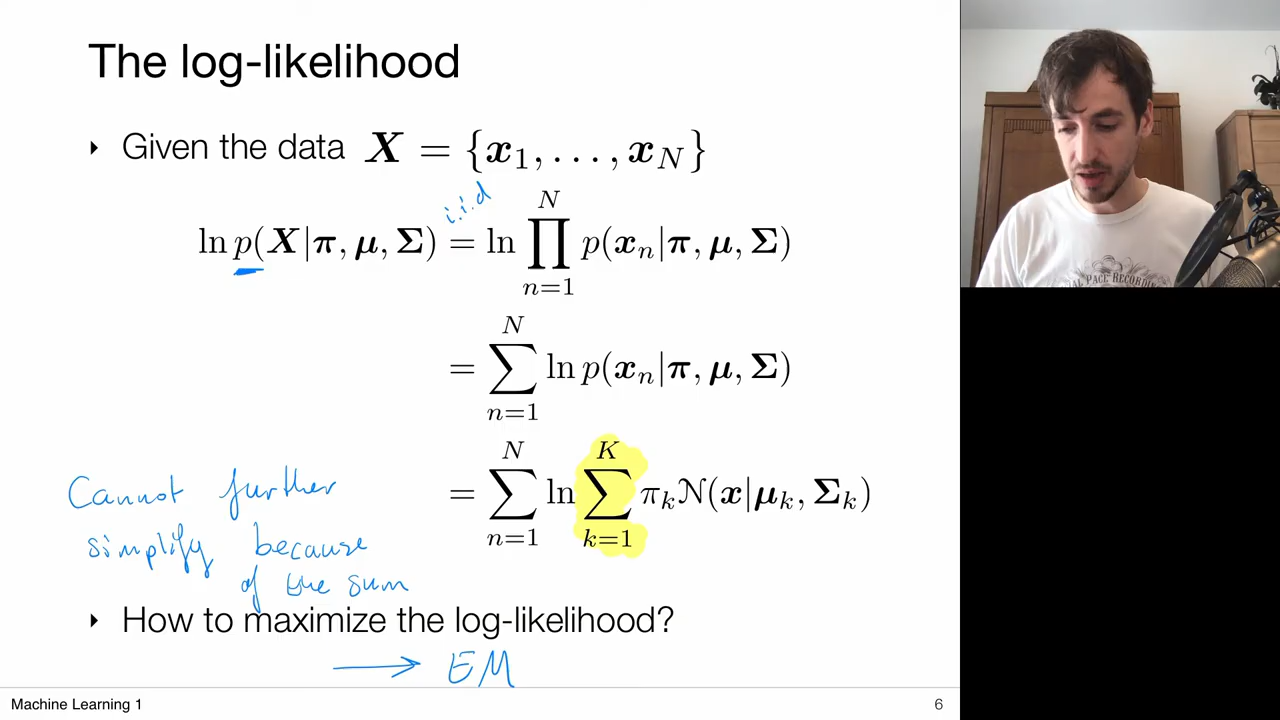 The log-likelihood
‣ Given the data X = {x₁, . . . , x_N}
i.i.d
ln p(X|π, μ, Σ) = ln ∏_{n=1}^{N} p(x_n|π, μ, Σ)
= ∑_{n=1}^{N} ln p(x_n|π, μ, Σ)
= ∑_{n=1}^{N} ln ∑_{k=1}^{K} π_k N(x|μ_k, Σ_k)
Cannot further
simplify because
of the sum
‣ How to maximize the log-likelihood?
→ EM
Machine Learning 1
6